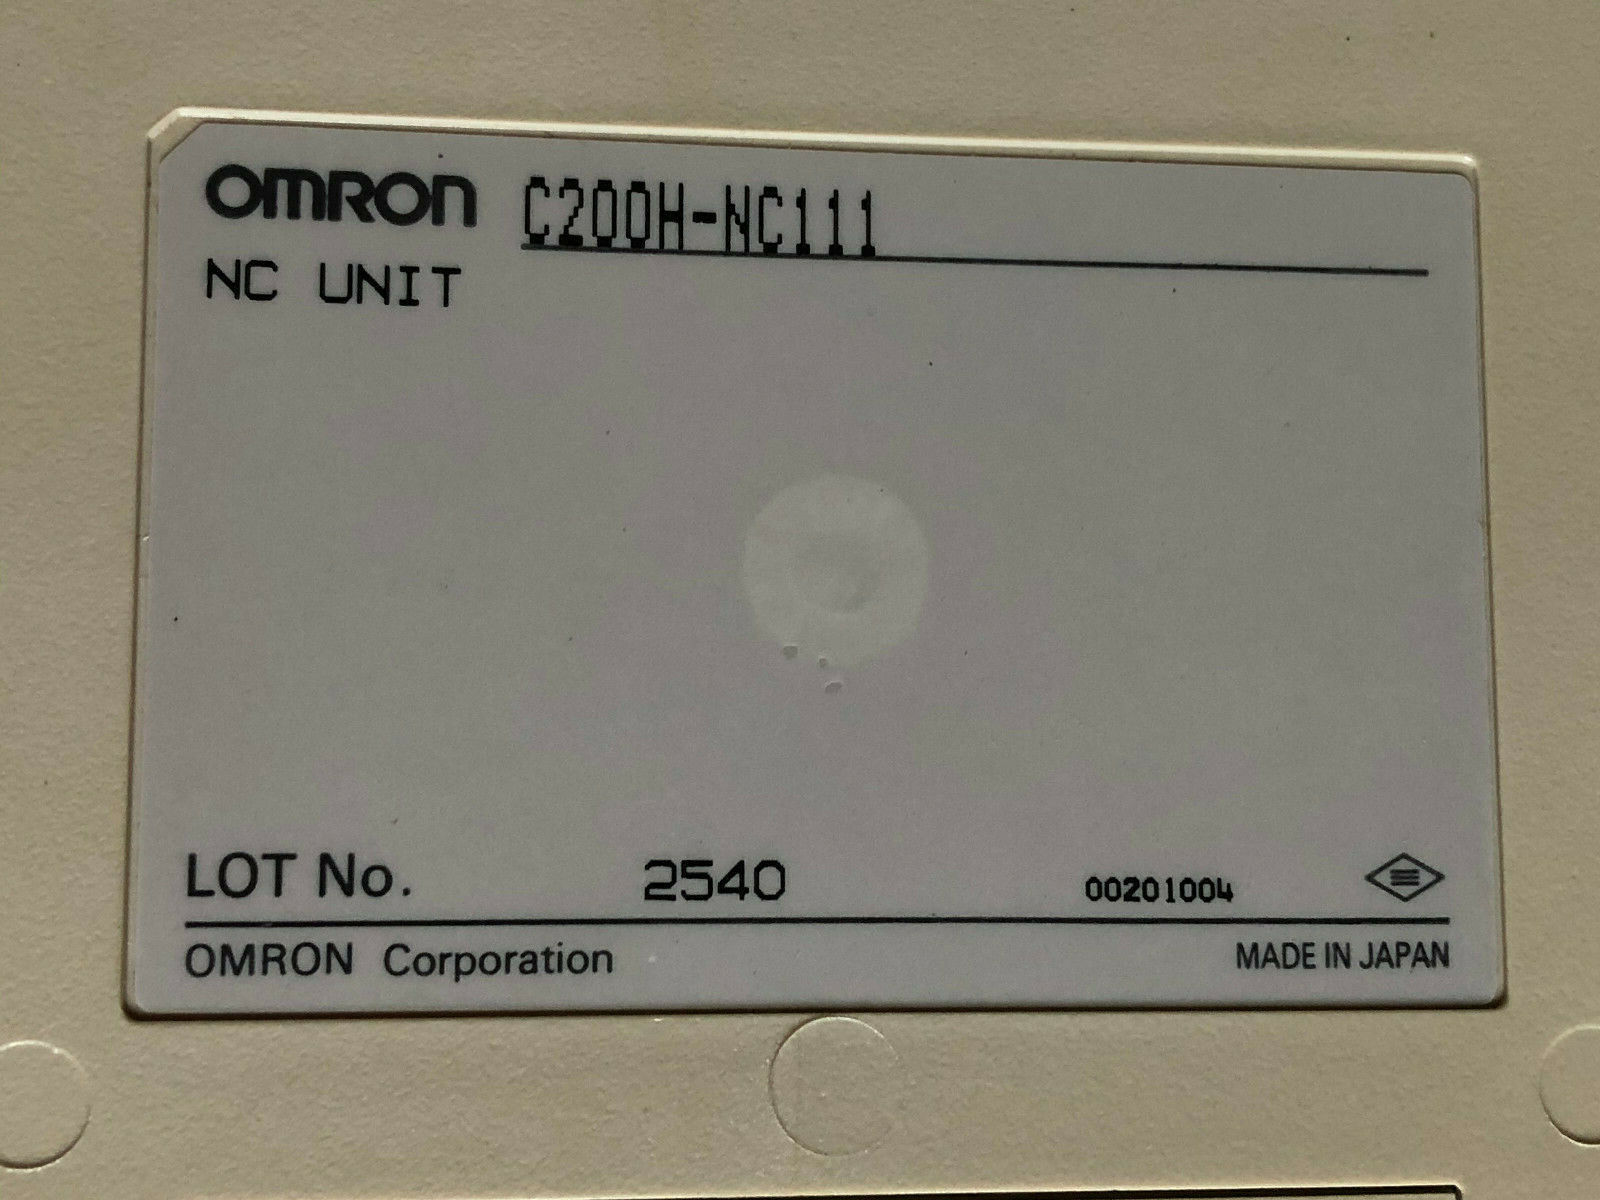 OMRON C200H-NC111
NC UNIT
LOT No. 2540 00201004
OMRON Corporation MADE IN JAPAN